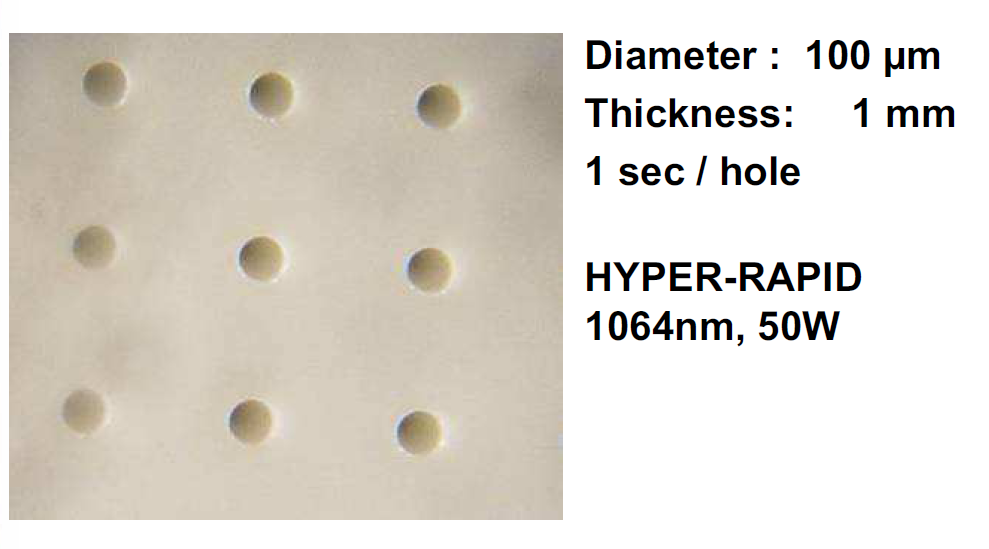 Diameter : 100 µm
Thickness: 1 mm
1 sec / hole
HYPER-RAPID
1064nm, 50W